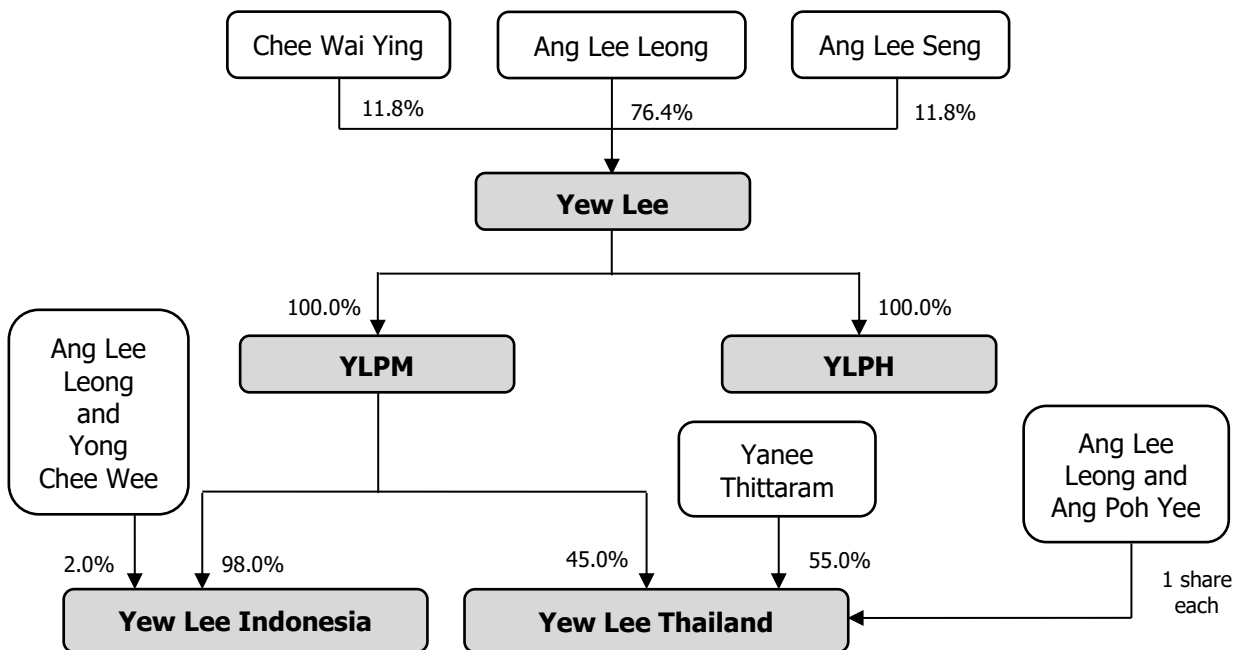 Chee Wai Ying
Ang Lee Leong
Ang Lee Seng
11.8%
76.4%
11.8%
Yew Lee
100.0%
100.0%
YLPM
YLPH
Ang Lee
Leong
and
Yong
Chee Wee
Yanee
Thittaram
Ang Lee
Leong and
Ang Poh Yee
2.0%
98.0%
45.0%
55.0%
1 share
each
Yew Lee Indonesia
Yew Lee Thailand